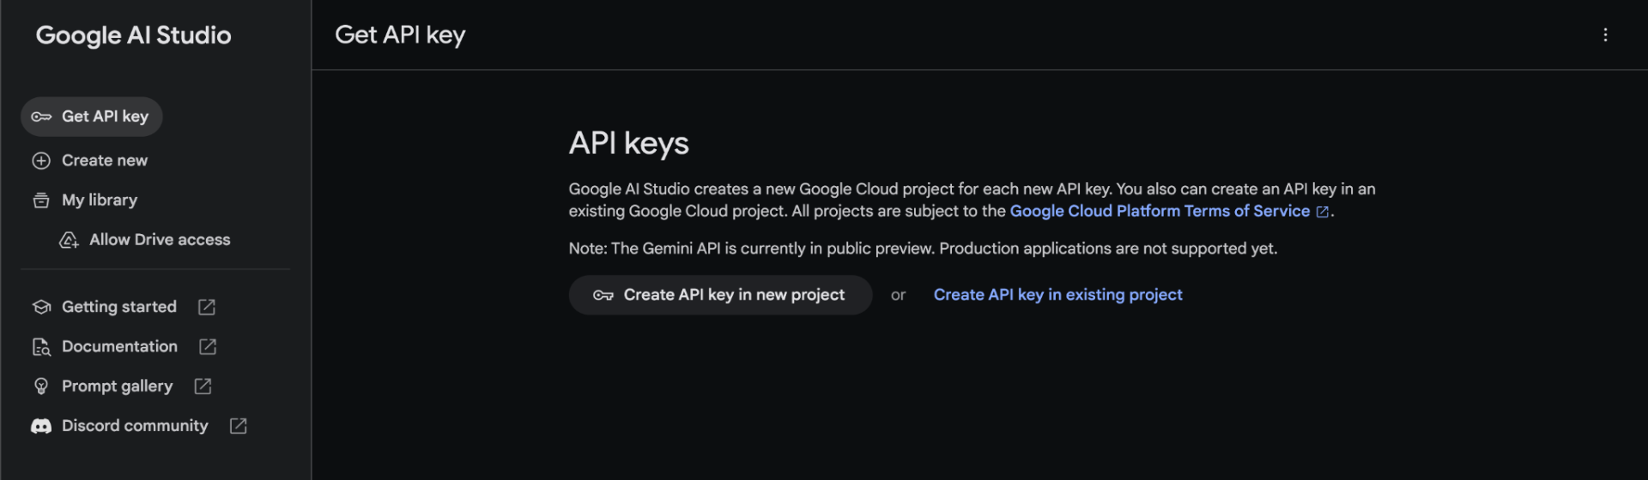 Google AI Studio
Get API key
Create new
My library
Allow Drive access
Getting started
Documentation
Prompt gallery
Discord community
Get API key
API keys
Google AI Studio creates a new Google Cloud project for each new API key. You also can create an API key in an
existing Google Cloud project. All projects are subject to the Google Cloud Platform Terms of Service.
Note: The Gemini API is currently in public preview. Production applications are not supported yet.
Create API key in new project or Create API key in existing project